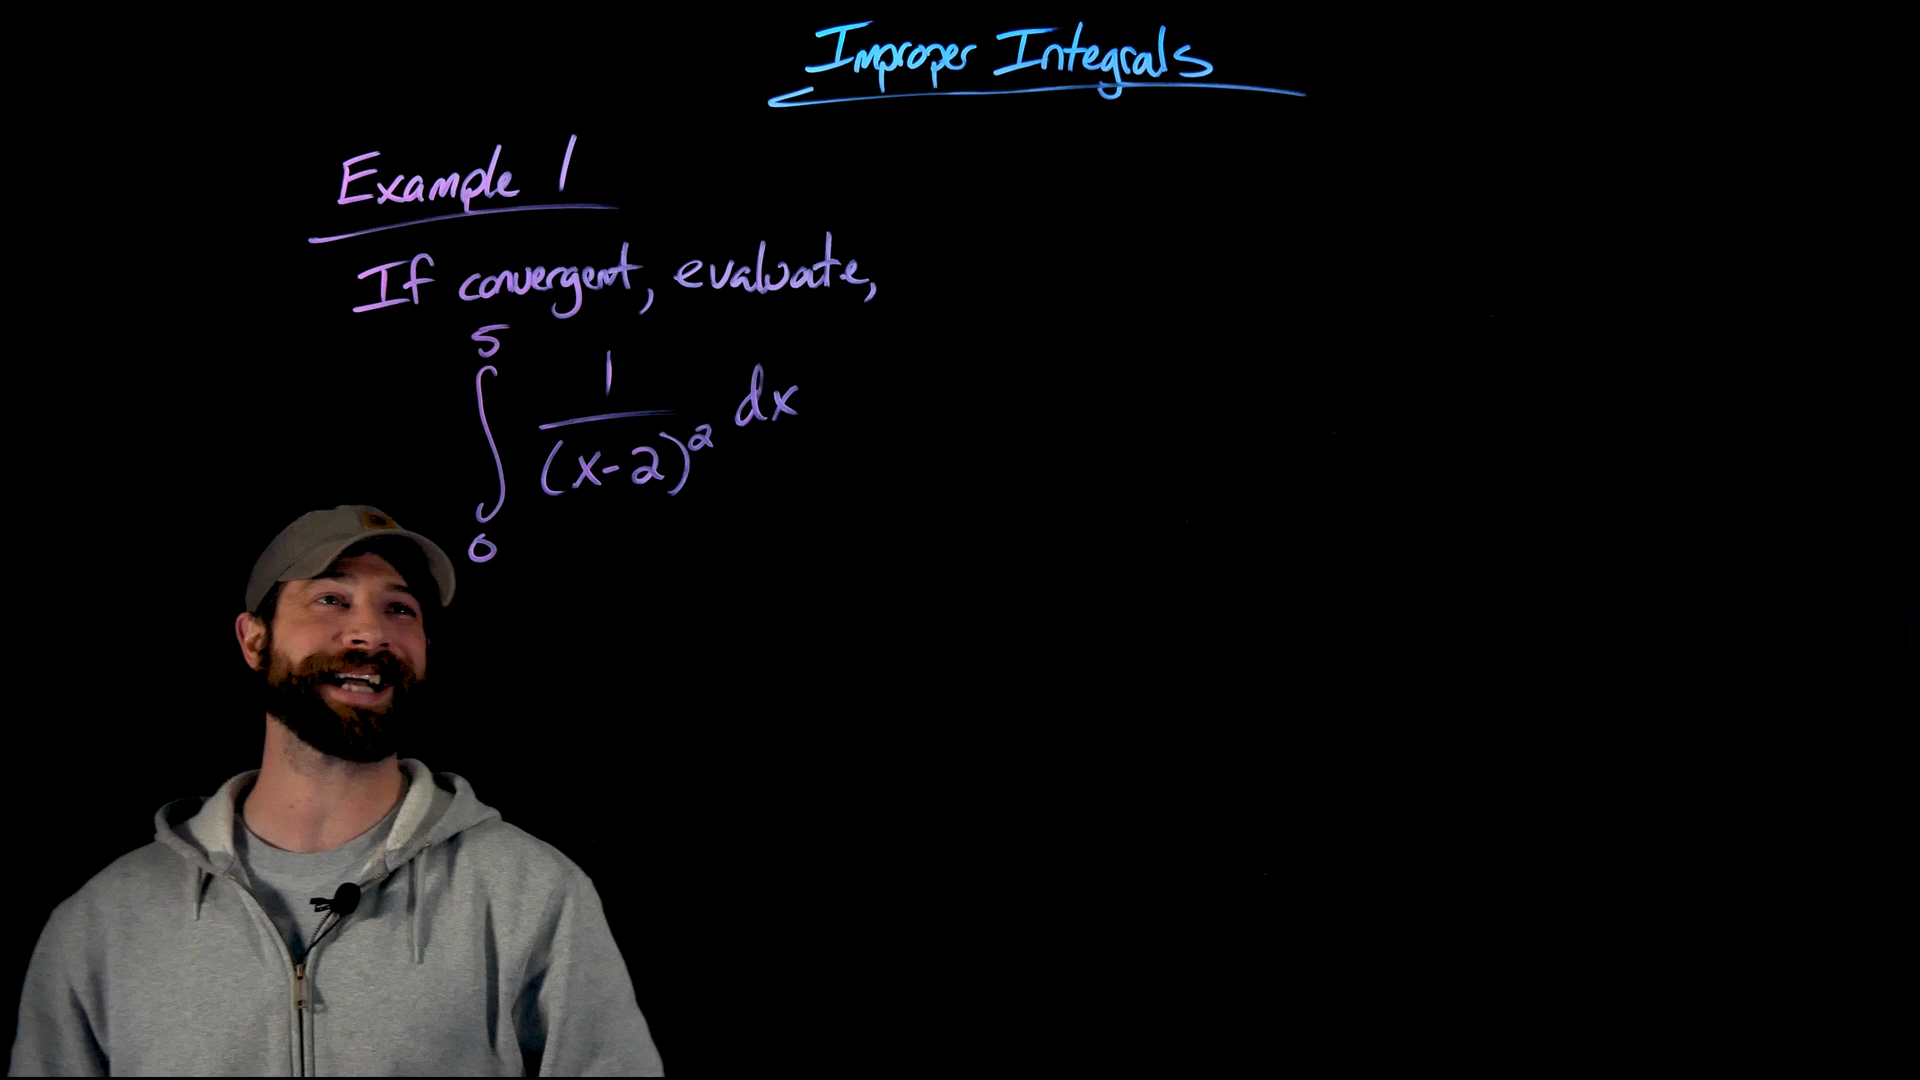 Improper Integrals
Example 1
If convergent, evaluate,
5
∫ 1/(x-2)² dx
0